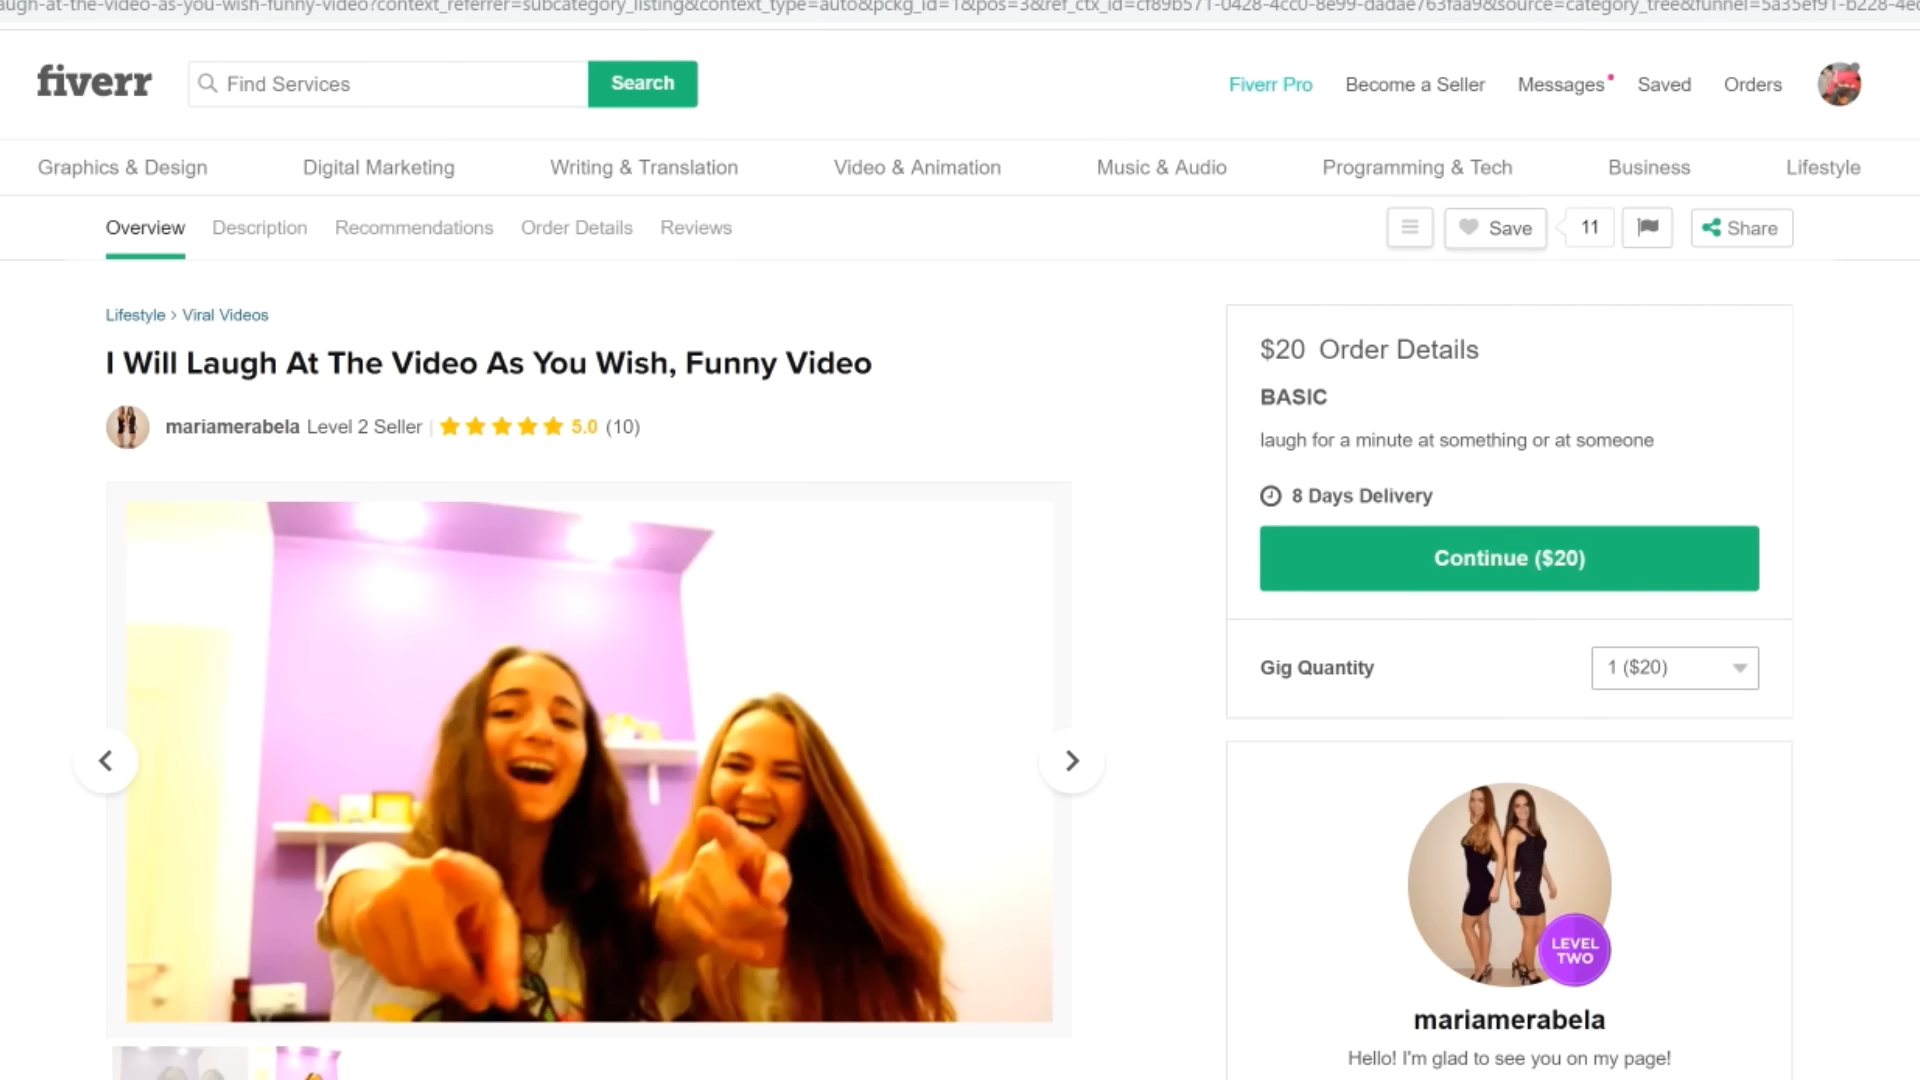 fiverr
Find Services
Search
Fiverr Pro
Become a Seller
Messages
Saved
Orders
Graphics & Design
Digital Marketing
Writing & Translation
Video & Animation
Music & Audio
Programming & Tech
Business
Lifestyle
Overview
Description
Recommendations
Order Details
Reviews
Save
11
Share
Lifestyle > Viral Videos
I Will Laugh At The Video As You Wish, Funny Video
mariamerabela Level 2 Seller | 5.0 (10)
$20 Order Details
BASIC
laugh for a minute at something or at someone
8 Days Delivery
Continue ($20)
Gig Quantity
1 ($20)
LEVEL
TWO
mariamerabela
Hello! I'm glad to see you on my page!